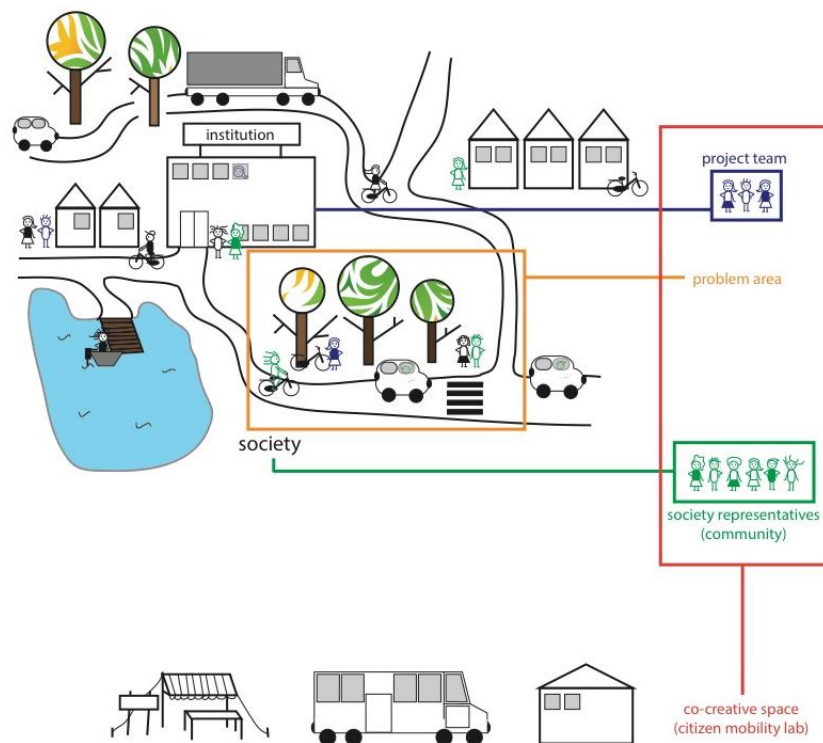 institution
project team
problem area
society
society representatives
(community)
co-creative space
(citizen mobility lab)